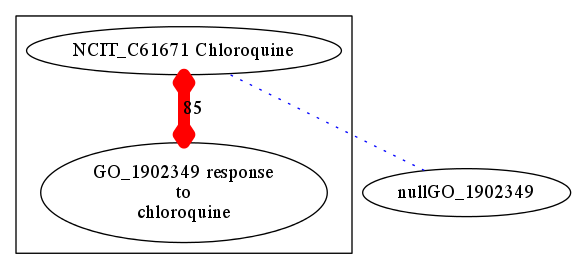 NCIT_C61671 Chloroquine
85
GO_1902349 response
to
chloroquine
nullGO_1902349